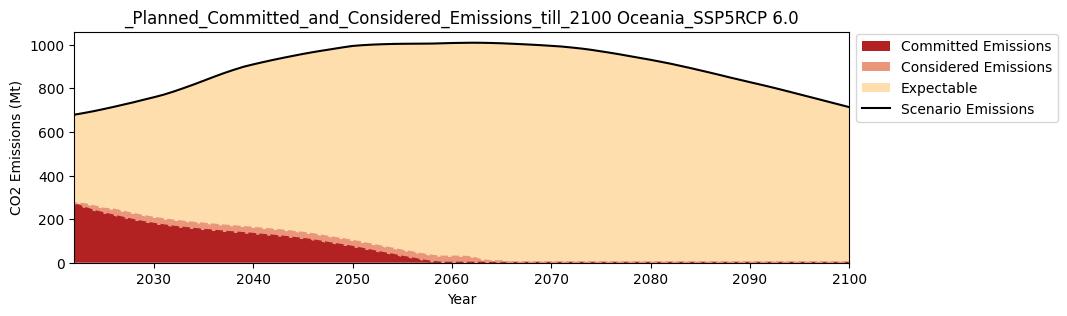 _Planned_Committed_and_Considered_Emissions_till_2100 Oceania_SSP5RCP 6.0
CO2 Emissions (Mt)
1000
800
600
400
200
0
2030 2040 2050 2060 2070 2080 2090 2100
Year
Committed Emissions
Considered Emissions
Expectable
Scenario Emissions